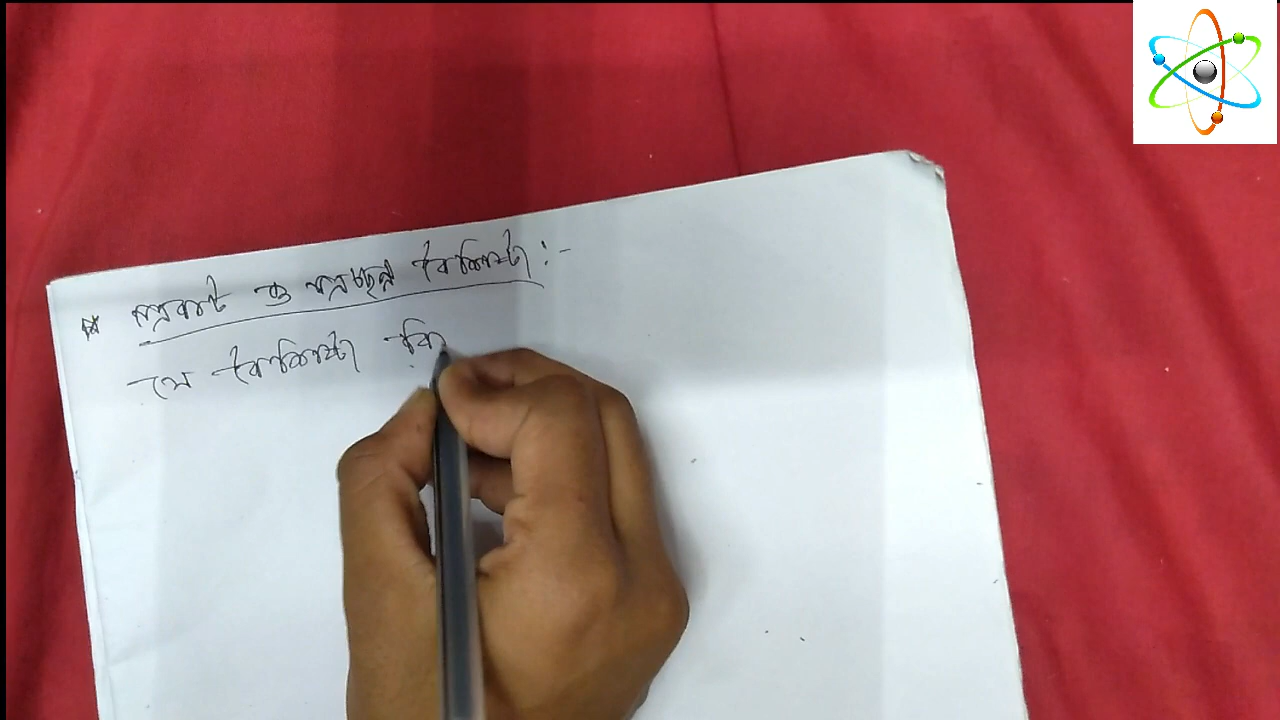 * প্রকট ও প্রচ্ছন্ন বৈশিষ্ট্য :-
যে বৈশিষ্ট্য বি